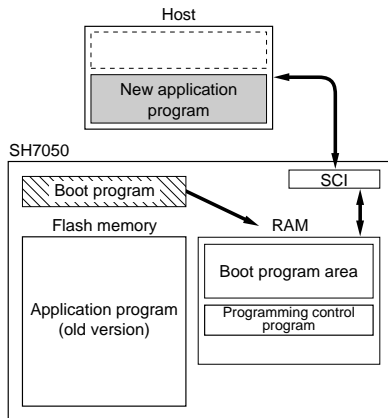 Host
New application
program
SH7050
SCI
Boot program
Flash memory
RAM
Boot program area
Application program
(old version)
Programming control
program